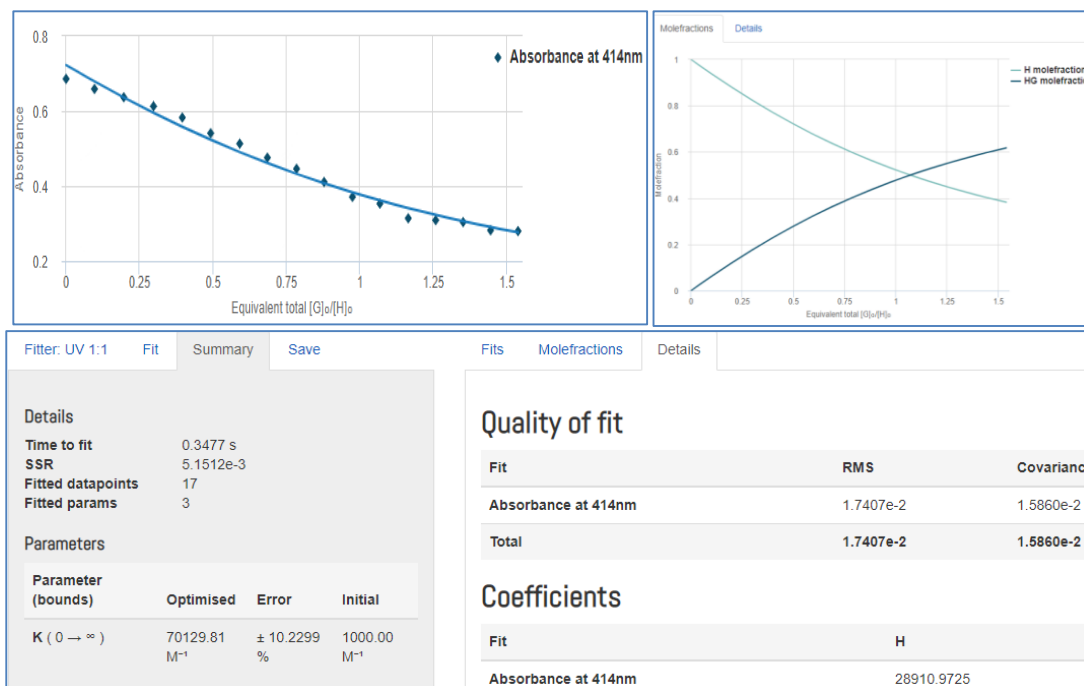 0.8
0.6
0.4
0.2
Absorbance
Absorbance at 414nm
0 0.25 0.5 0.75 1 1.25 1.5
Equivalent total [G]₀/[H]₀
Molefractions Details
1
0.8
0.6
0.4
0.2
0
Molefraction
H molefraction
HG molefractio
0 0.25 0.5 0.75 1 1.25 1.5
Equivalent total [G]₀/[H]₀
Fitter: UV 1:1 Fit Summary Save
Details
Time to fit 0.3477 s
SSR 5.1512e-3
Fitted datapoints 17
Fitted params 3
Parameters
Parameter
(bounds) Optimised Error Initial
K ( 0 → ∞ ) 70129.81 ± 10.2299 1000.00
M⁻¹ % M⁻¹
Fits Molefractions Details
Quality of fit
Fit RMS Covarianc
Absorbance at 414nm 1.7407e-2 1.5860e-2
Total 1.7407e-2 1.5860e-2
Coefficients
Fit H
Absorbance at 414nm 28910.9725